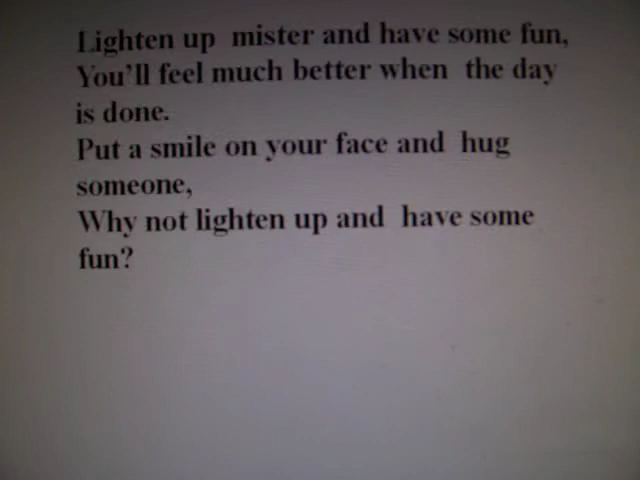 Lighten up mister and have some fun,
You'll feel much better when the day
is done.
Put a smile on your face and hug
someone,
Why not lighten up and have some
fun?